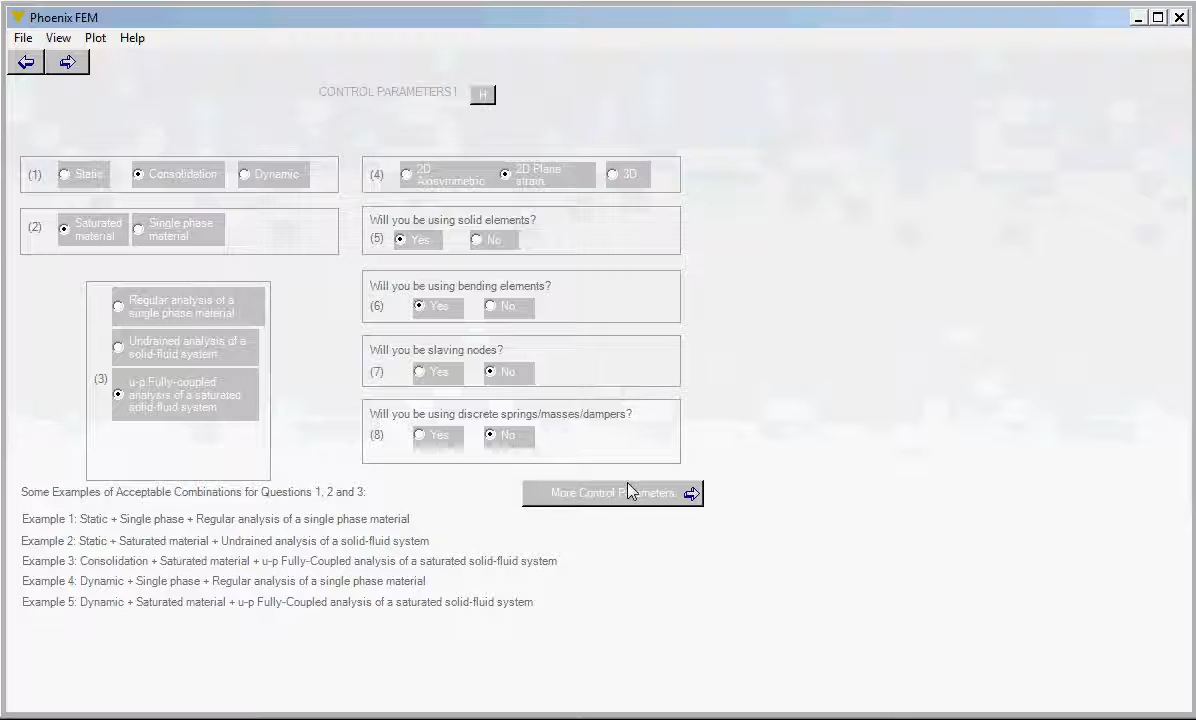 Phoenix FEM
File View Plot Help
CONTROL PARAMETERS I H
(1) Static Consolidation Dynamic
(2) Saturated material Single phase material
(3)
Regular analysis of a
single phase material
Undrained analysis of a
solid-fluid system
u-p Fully-coupled
analysis of a saturated
solid-fluid system
(4) 2D Axisymmetric 2D Plane strain 3D
Will you be using solid elements?
(5) Yes No
Will you be using bending elements?
(6) Yes No
Will you be slaving nodes?
(7) Yes No
Will you be using discrete springs/masses/dampers?
(8) Yes No
More Control Parameters
Some Examples of Acceptable Combinations for Questions 1, 2 and 3:
Example 1: Static + Single phase + Regular analysis of a single phase material
Example 2: Static + Saturated material + Undrained analysis of a solid-fluid system
Example 3: Consolidation + Saturated material + u-p Fully-Coupled analysis of a saturated solid-fluid system
Example 4: Dynamic + Single phase + Regular analysis of a single phase material
Example 5: Dynamic + Saturated material + u-p Fully-Coupled analysis of a saturated solid-fluid system